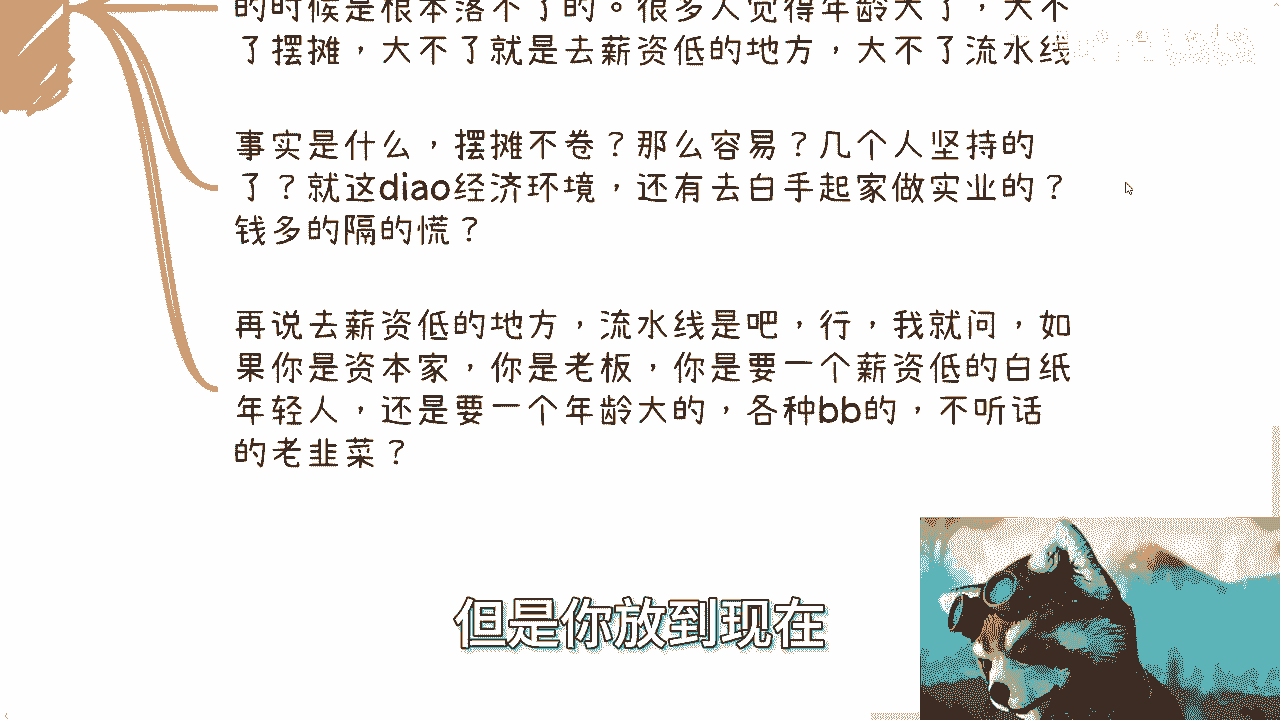 的时候是根本落不了的。很多人觉得年龄大了，大不
了摆摊，大不了就是去薪资低的地方，大不了流水线
事实是什么，摆摊不卷？那么容易？几个人坚持的
了？就这diao经济环境，还有去白手起家做实业的？
钱多的隔的慌？
再说去薪资低的地方，流水线是吧，行，我就问，如
果你是资本家，你是老板，你是要一个薪资低的白纸
年轻人，还是要一个年龄大的，各种bb的，不听话
的老韭菜？
但是你放到现在